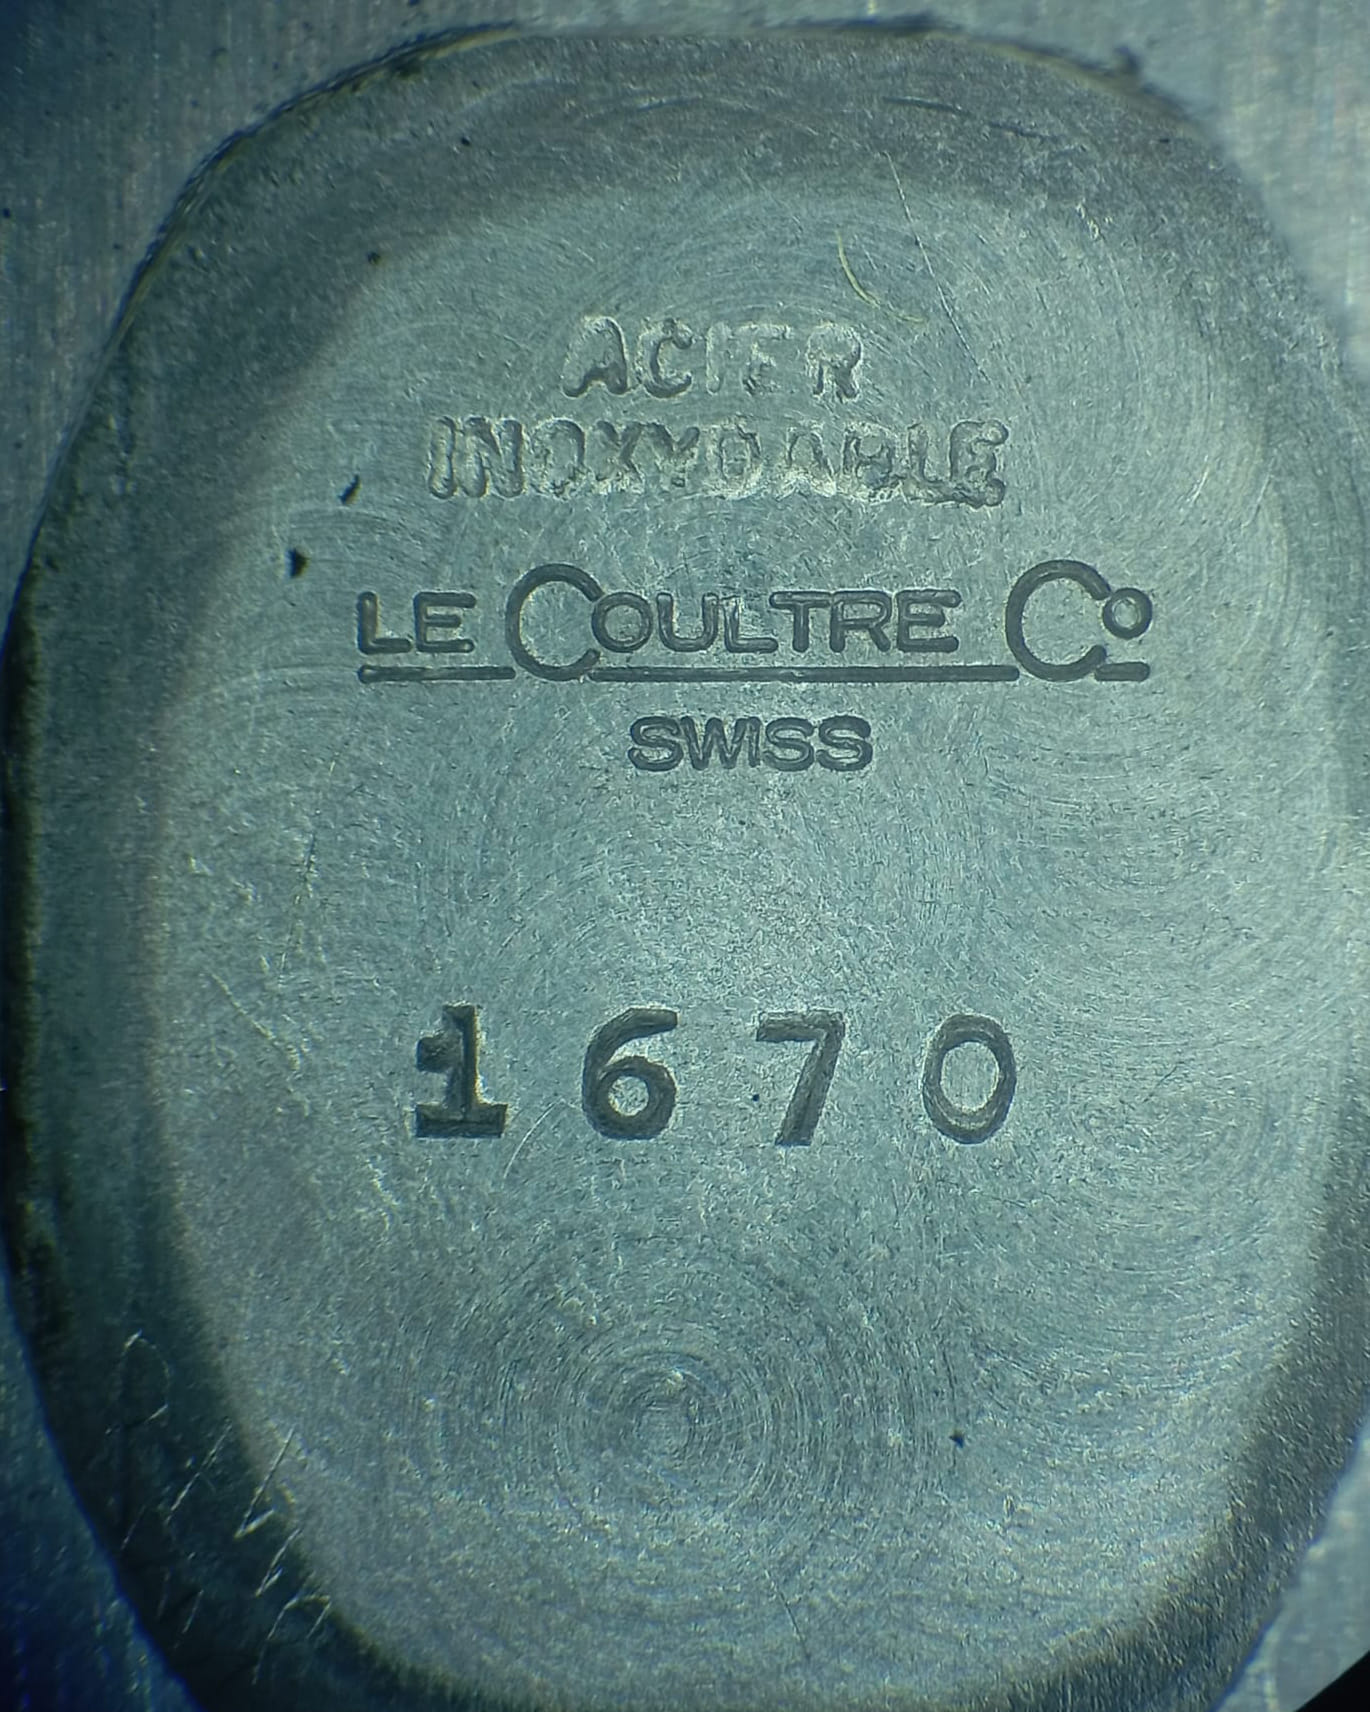 ACIER
INOXYDABLE
LE COULTRE Co
SWISS
1670